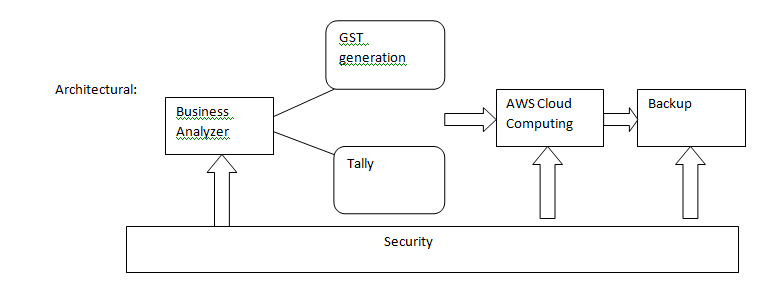 GST
generation
Architectural:
Business
Analyzer
AWS Cloud
Computing
Backup
Tally
Security